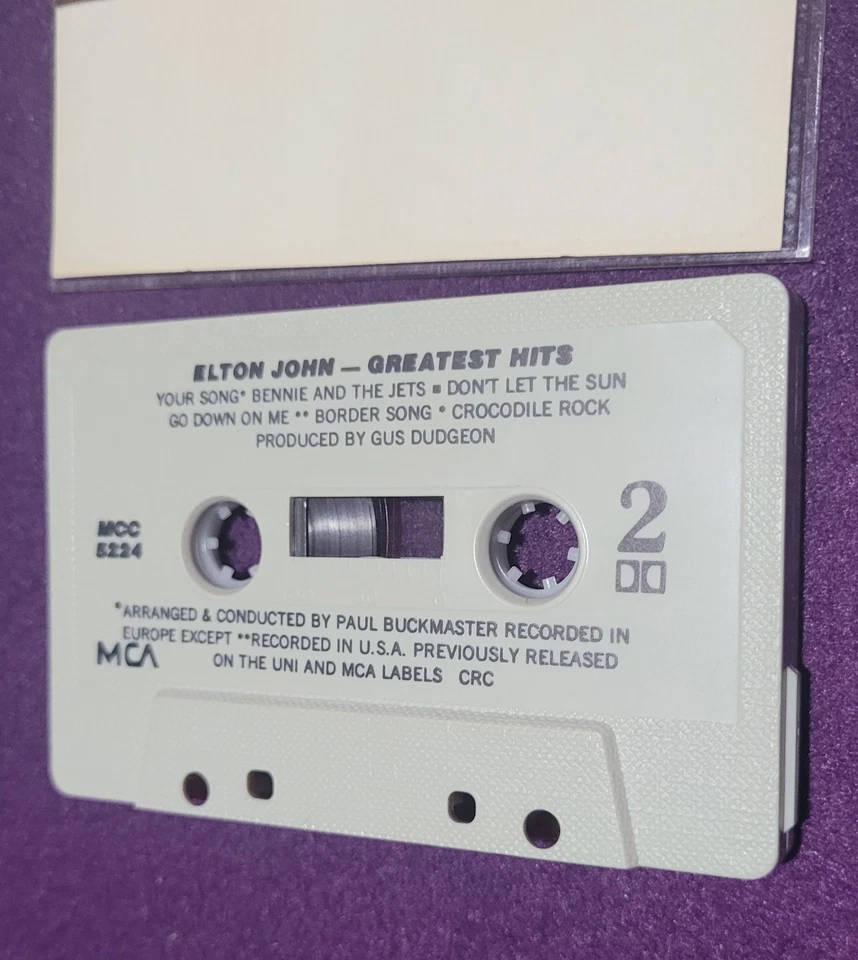 ELTON JOHN — GREATEST HITS
YOUR SONG* BENNIE AND THE JETS ▪ DON'T LET THE SUN
GO DOWN ON ME ** BORDER SONG * CROCODILE ROCK
PRODUCED BY GUS DUDGEON
MCC
5224
2
*ARRANGED & CONDUCTED BY PAUL BUCKMASTER RECORDED IN
EUROPE EXCEPT **RECORDED IN U.S.A. PREVIOUSLY RELEASED
ON THE UNI AND MCA LABELS CRC
MCA